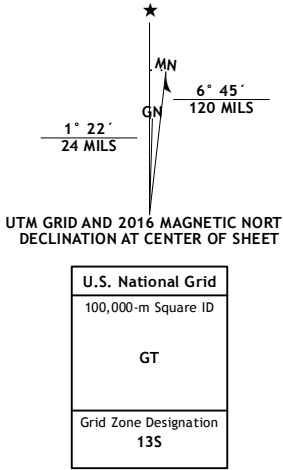 ★
MN
GN
6° 45´
120 MILS
1° 22´
24 MILS
UTM GRID AND 2016 MAGNETIC NORT
DECLINATION AT CENTER OF SHEET
U.S. National Grid
100,000-m Square ID
GT
Grid Zone Designation
13S